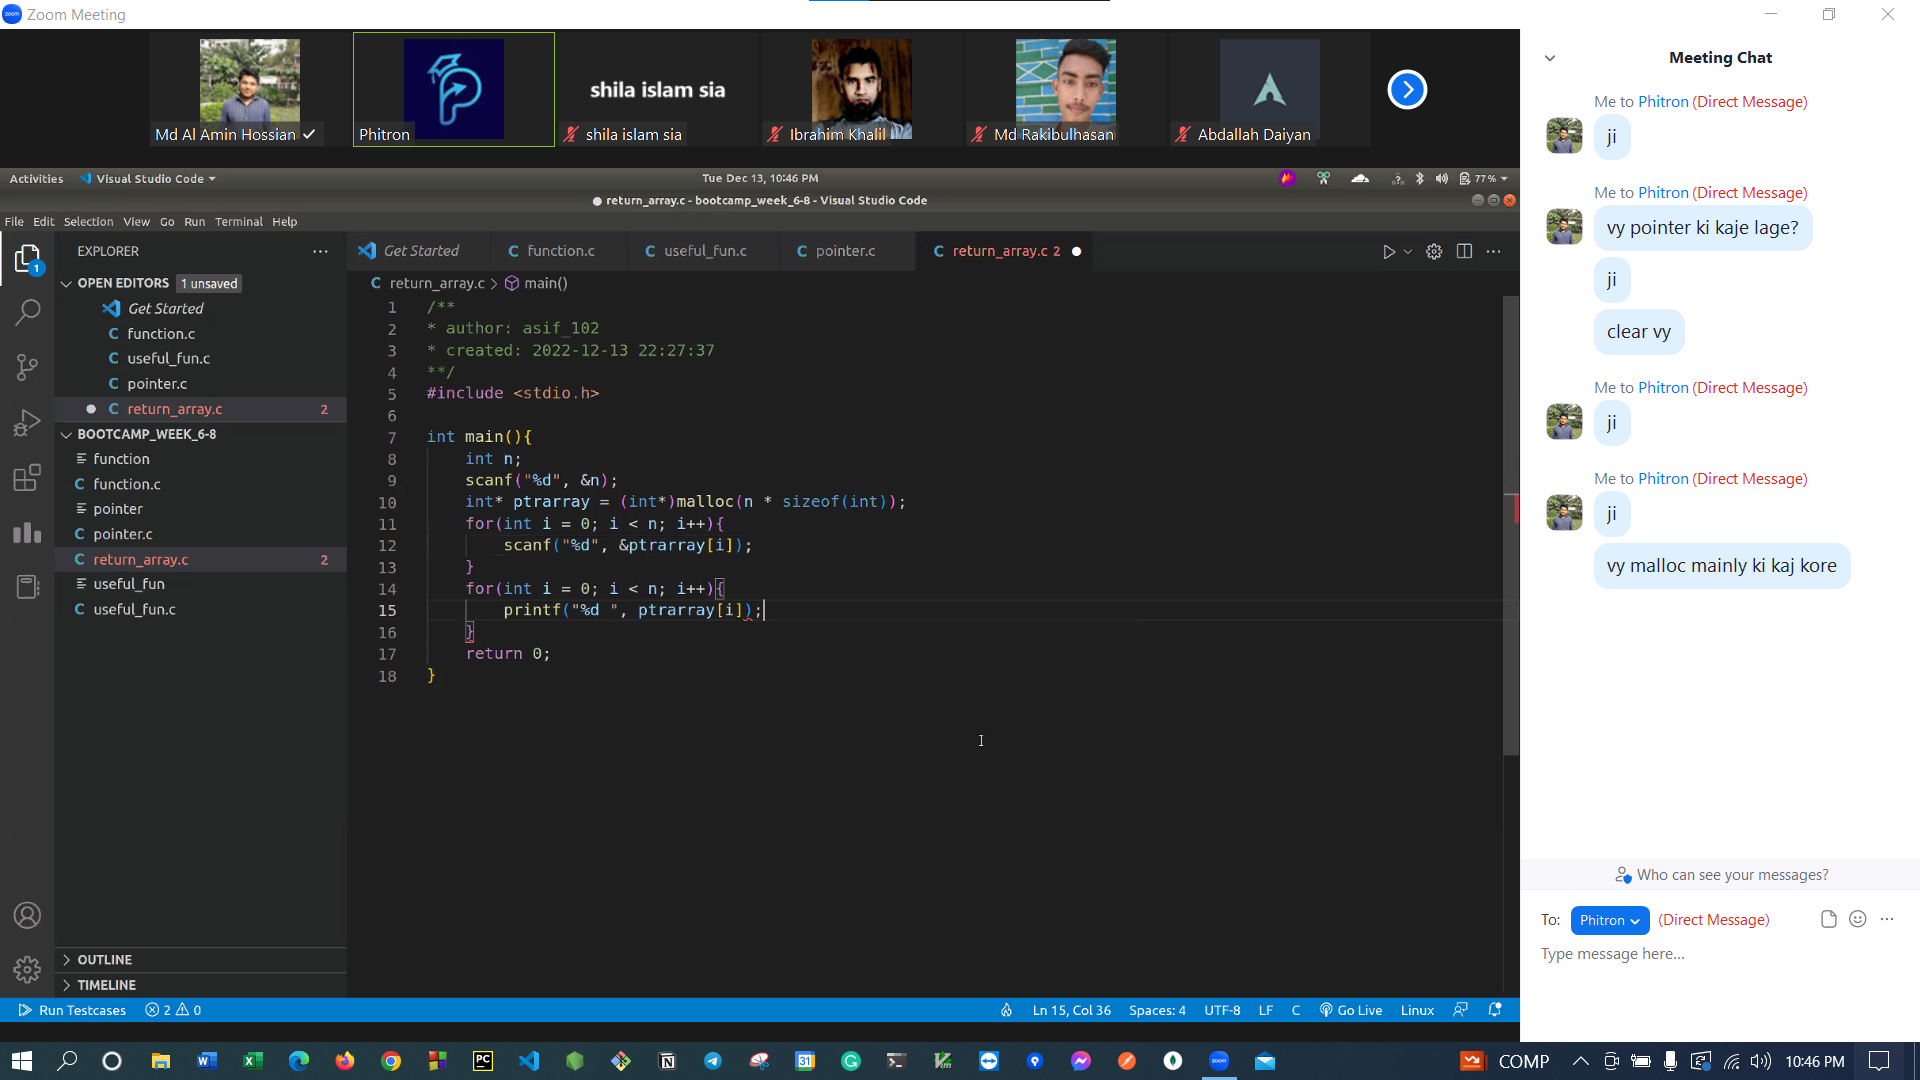 Zoom Meeting
shila islam sia
Md Al Amin Hossian
Phitron
shila islam sia
Ibrahim Khalil
Md Rakibulhasan
Abdallah Daiyan
Activities
Visual Studio Code
Tue Dec 13, 10:46 PM
77%
return_array.c - bootcamp_week_6-8 - Visual Studio Code
File Edit Selection View Go Run Terminal Help
EXPLORER
OPEN EDITORS 1 unsaved
Get Started
function.c
useful_fun.c
pointer.c
return_array.c 2
BOOTCAMP_WEEK_6-8
function
function.c
pointer
pointer.c
return_array.c 2
useful_fun
useful_fun.c
OUTLINE
TIMELINE
1
Get Started
function.c
useful_fun.c
pointer.c
return_array.c 2
return_array.c > main()
1 /**
2 * author: asif_102
3 * created: 2022-12-13 22:27:37
4 **/
5 #include <stdio.h>
6
7 int main(){
8 int n;
9 scanf("%d", &n);
10 int* ptrarray = (int*)malloc(n * sizeof(int));
11 for(int i = 0; i < n; i++){
12 scanf("%d", &ptrarray[i]);
13 }
14 for(int i = 0; i < n; i++){
15 printf("%d ", ptrarray[i]);
16 }
17 return 0;
18 }
Run Testcases 2 0
Ln 15, Col 36 Spaces: 4 UTF-8 LF C Go Live Linux
Meeting Chat
Me to Phitron (Direct Message)
ji
Me to Phitron (Direct Message)
vy pointer ki kaje lage?
ji
clear vy
Me to Phitron (Direct Message)
ji
Me to Phitron (Direct Message)
ji
vy malloc mainly ki kaj kore
Who can see your messages?
To: Phitron (Direct Message)
Type message here...
COMP
10:46 PM